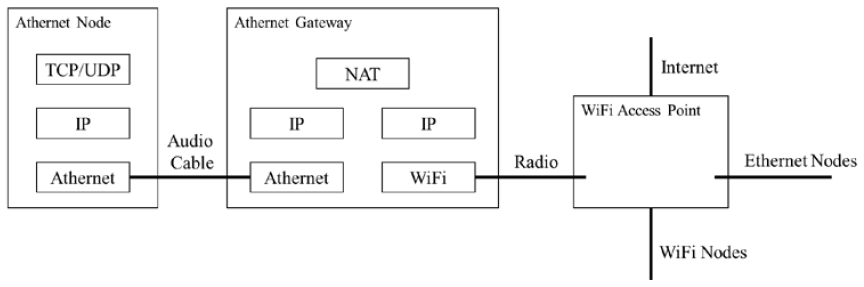 Athernet Node
TCP/UDP
IP
Athernet
Audio
Cable
Athernet Gateway
NAT
IP
IP
Athernet
WiFi
Radio
Internet
WiFi Access Point
Ethernet Nodes
WiFi Nodes